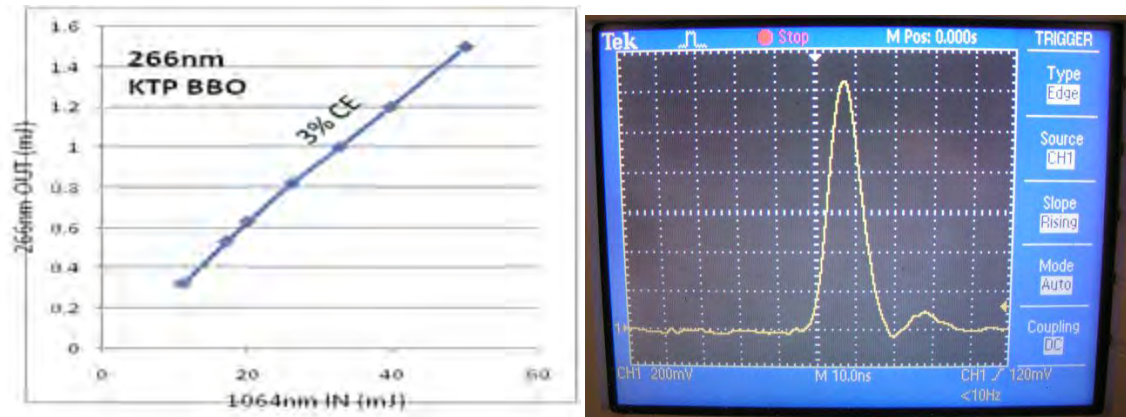 1.6
1.4
1.2
1
0.8
0.6
0.4
0.2
0
266nm
KTP BBO
3% CE
266nm OUT (mJ)
0 20 40 60
1064nm IN (mJ)
Tek Stop M Pos: 0.000s TRIGGER
Type
Edge
Source
CH1
Slope
Rising
Mode
Auto
Coupling
DC
1
CH1 200mV M 10.0ns CH1 120mV
<10Hz